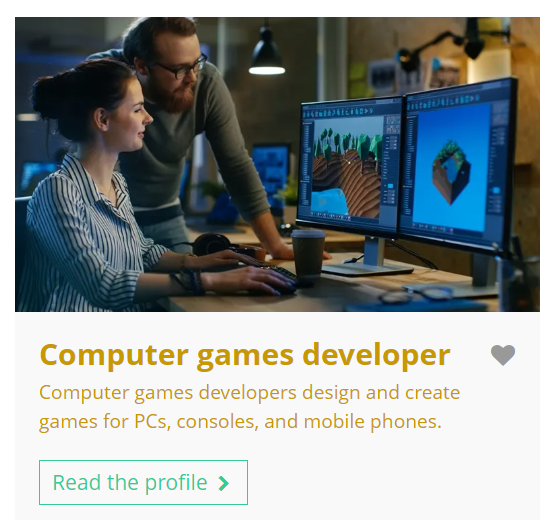 Computer games developer
Computer games developers design and create
games for PCs, consoles, and mobile phones.
Read the profile